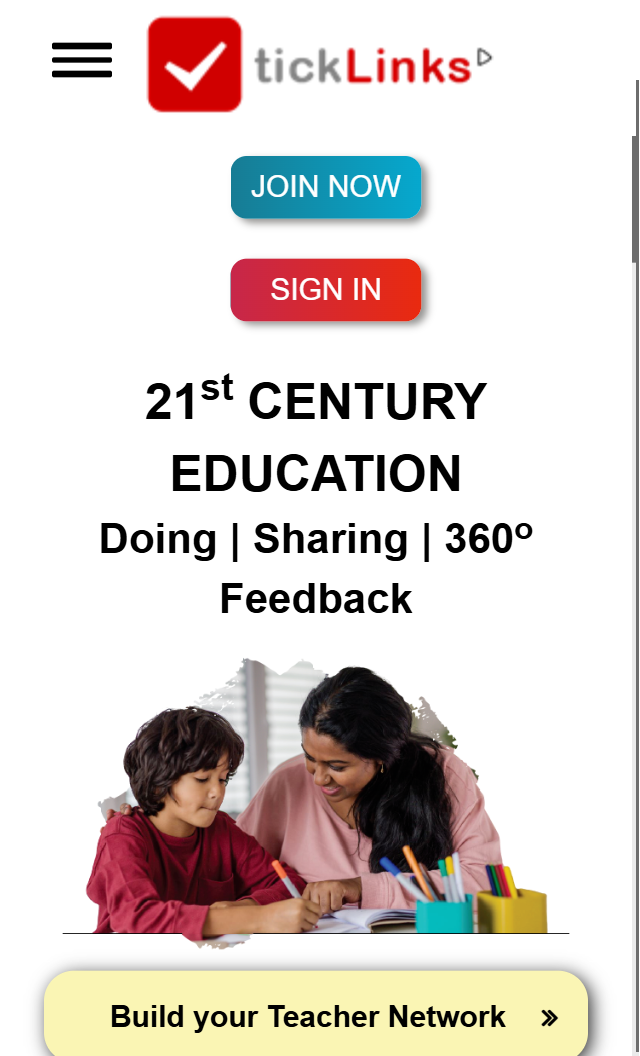 tickLinks
JOIN NOW
SIGN IN
21st CENTURY
EDUCATION
Doing | Sharing | 360º
Feedback
Build your Teacher Network »